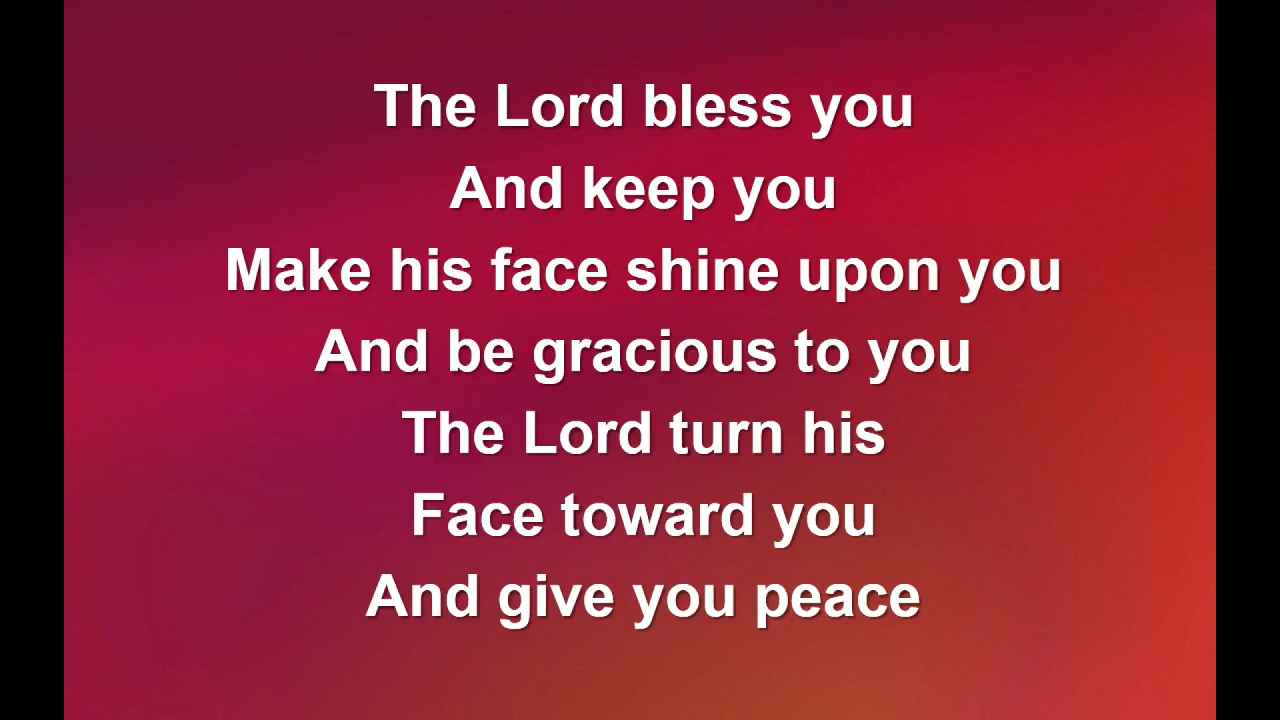 The Lord bless you
And keep you
Make his face shine upon you
And be gracious to you
The Lord turn his
Face toward you
And give you peace